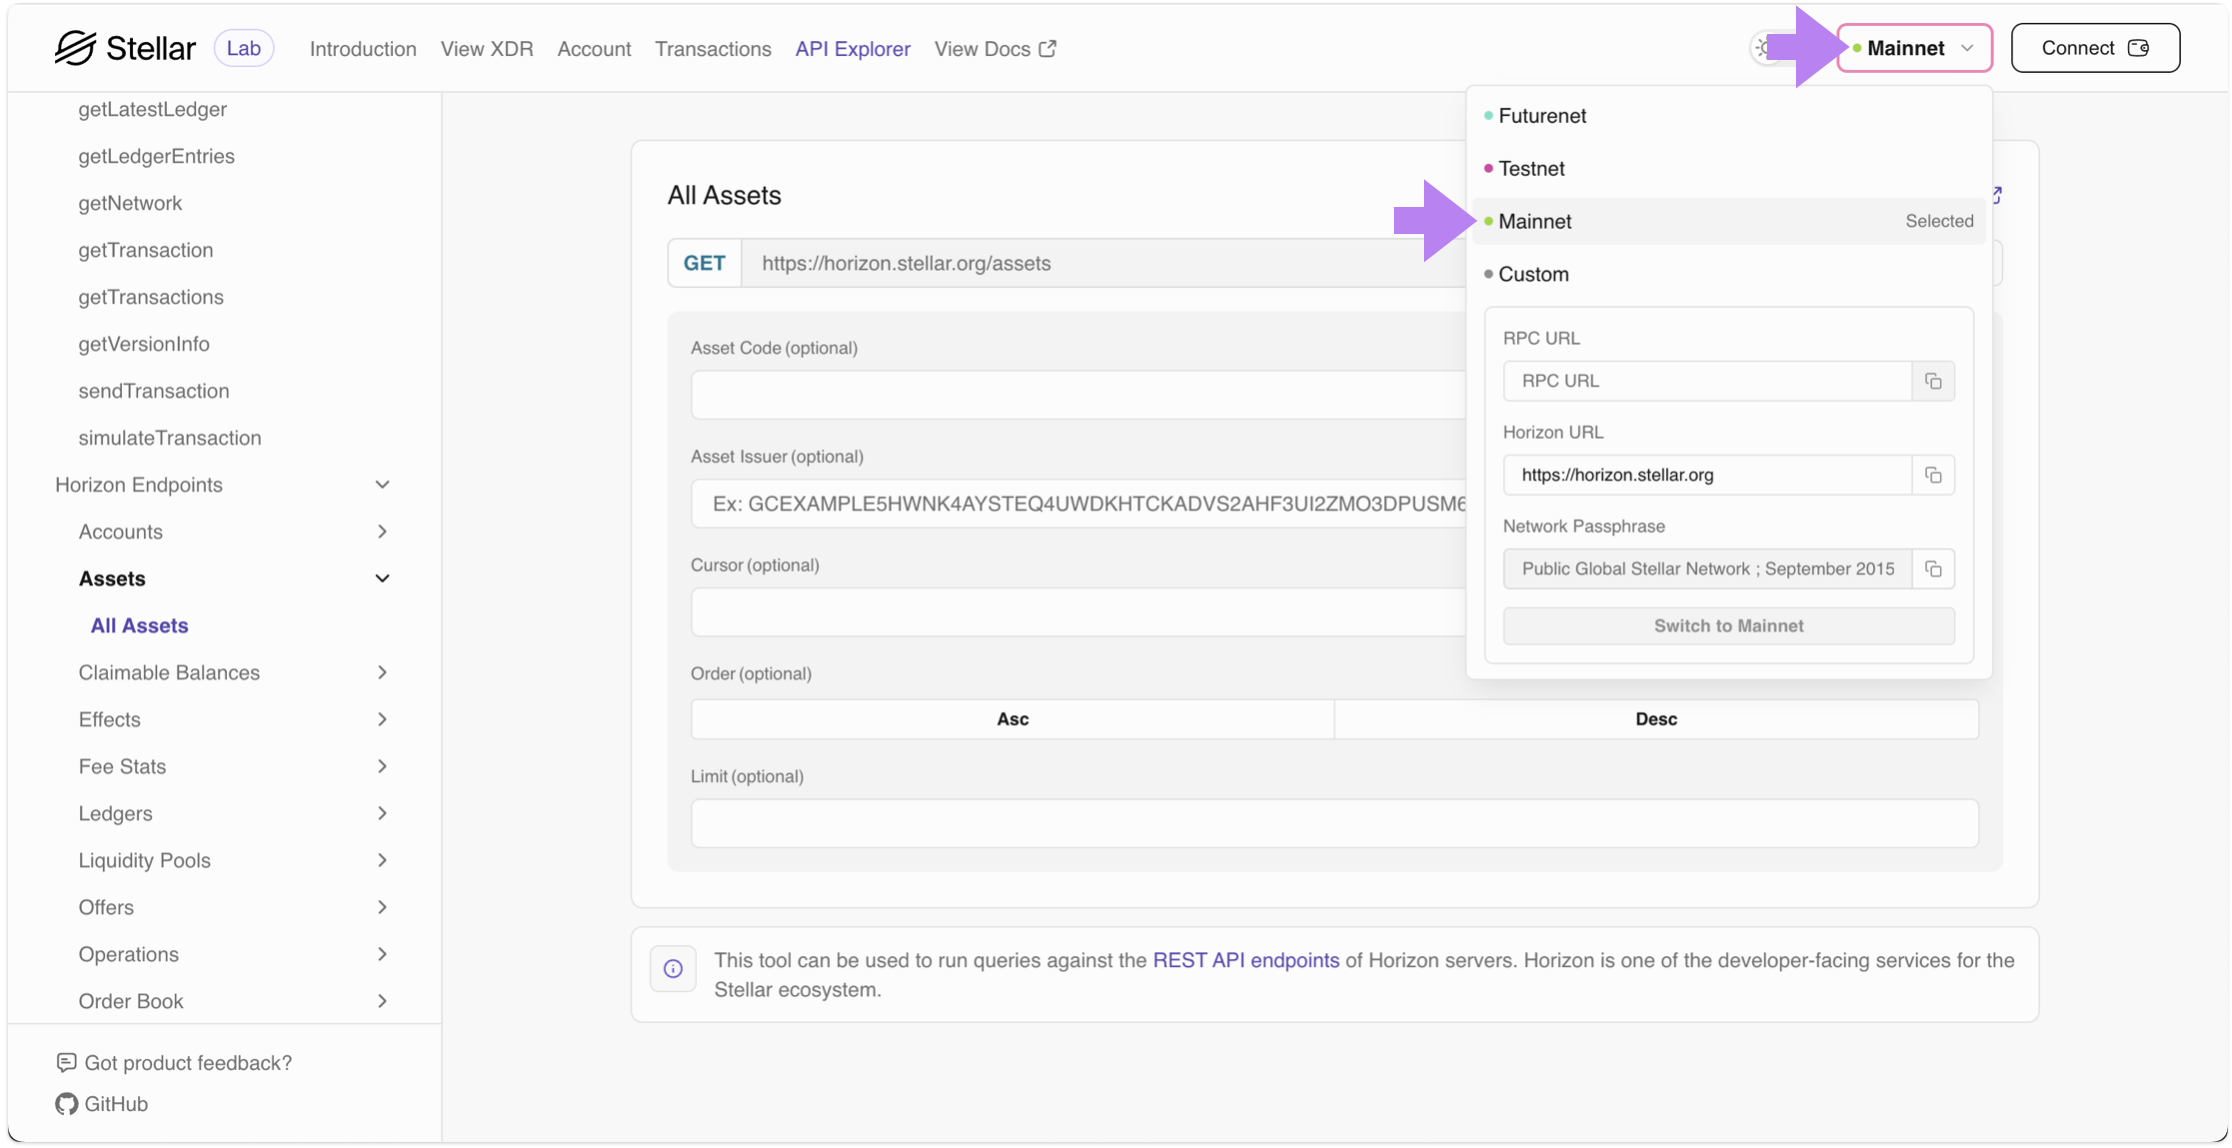 Stellar
Lab
Introduction
View XDR
Account
Transactions
API Explorer
View Docs
Mainnet
Connect
getLatestLedger
getLedgerEntries
getNetwork
getTransaction
getTransactions
getVersionInfo
sendTransaction
simulateTransaction
Horizon Endpoints
Accounts
Assets
All Assets
Claimable Balances
Effects
Fee Stats
Ledgers
Liquidity Pools
Offers
Operations
Order Book
Got product feedback?
GitHub
All Assets
GET
https://horizon.stellar.org/assets
Asset Code (optional)
Asset Issuer (optional)
Ex: GCEXAMPLE5HWNK4AYSTEQ4UWDKHTCKADVS2AHF3UI2ZMO3DPUSM6
Cursor (optional)
Order (optional)
Asc
Desc
Limit (optional)
Futurenet
Testnet
Mainnet
Selected
Custom
RPC URL
RPC URL
Horizon URL
https://horizon.stellar.org
Network Passphrase
Public Global Stellar Network ; September 2015
Switch to Mainnet
This tool can be used to run queries against the REST API endpoints of Horizon servers. Horizon is one of the developer-facing services for the
Stellar ecosystem.